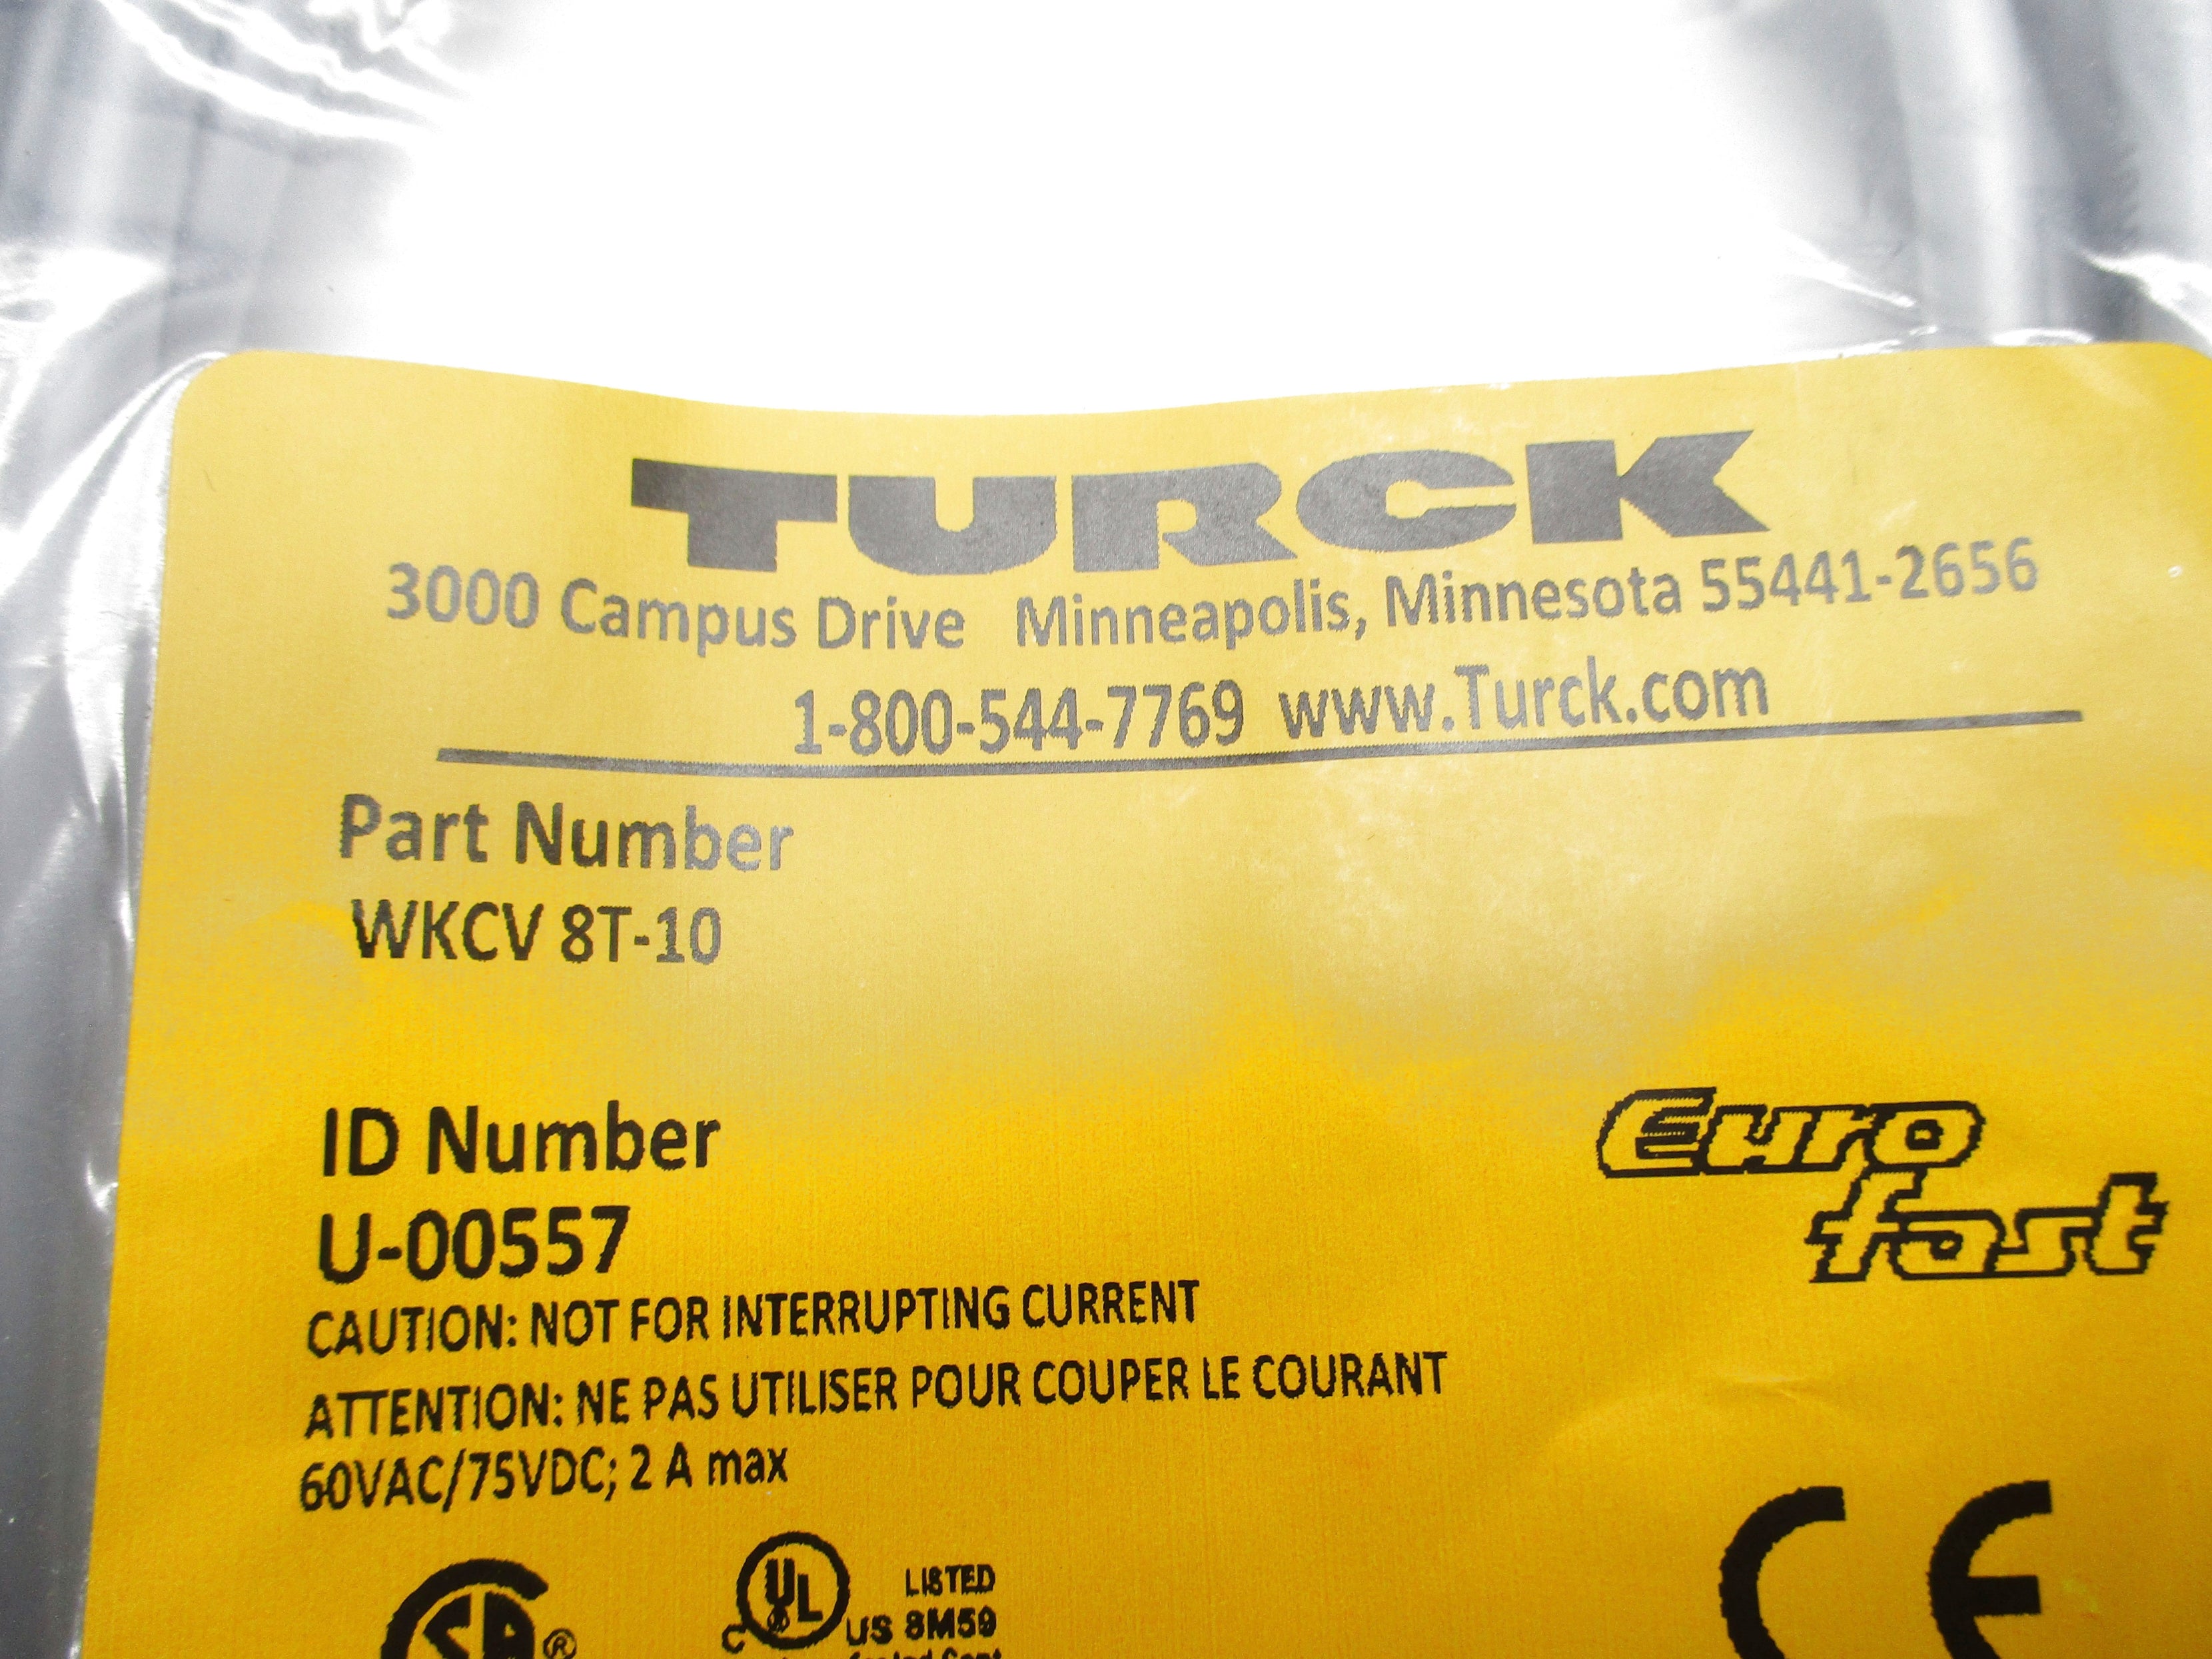 TURCK
3000 Campus Drive Minneapolis, Minnesota 55441-2656
1-800-544-7769 www.Turck.com
Part Number
WKCV 8T-10
ID Number
U-00557
Euro
fast
CAUTION: NOT FOR INTERRUPTING CURRENT
ATTENTION: NE PAS UTILISER POUR COUPER LE COURANT
60VAC/75VDC; 2 A max
SA®
C UL US LISTED
8M59
CE